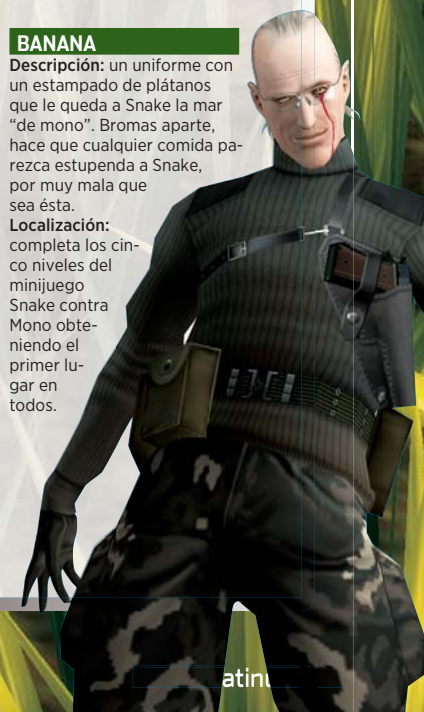 BANANA
Descripción: un uniforme con
un estampado de plátanos
que le queda a Snake la mar
“de mono”. Bromas aparte,
hace que cualquier comida pa-
rezca estupenda a Snake,
por muy mala que
sea ésta.
Localización:
completa los cin-
co niveles del
minijuego
Snake contra
Mono obte-
niendo el
primer lu-
gar en
todos.